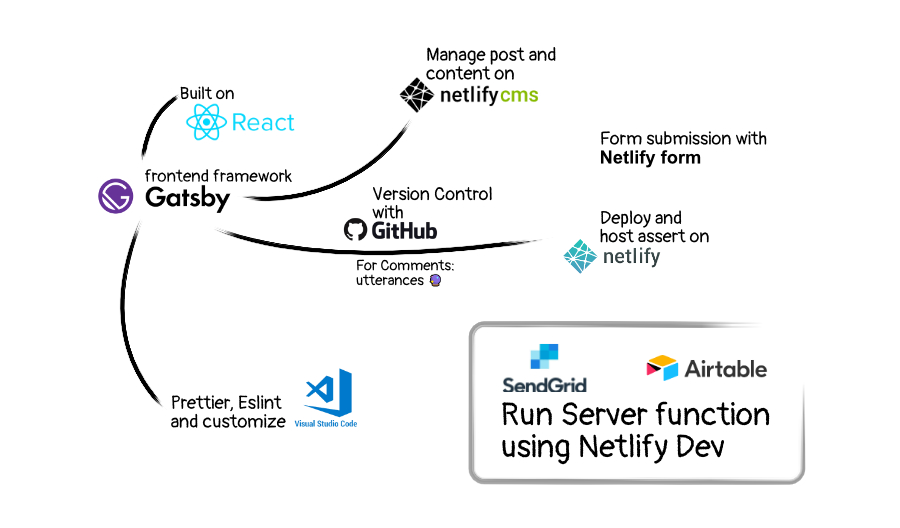 Manage post and
content on
netlifycms
Built on
React
Form submission with
Netlify form
frontend framework
Gatsby
Version Control
with
GitHub
Deploy and
host assert on
netlify
For Comments:
utterances 🔮
SendGrid
Airtable
Run Server function
using Netlify Dev
Prettier, Eslint
and customize
Visual Studio Code